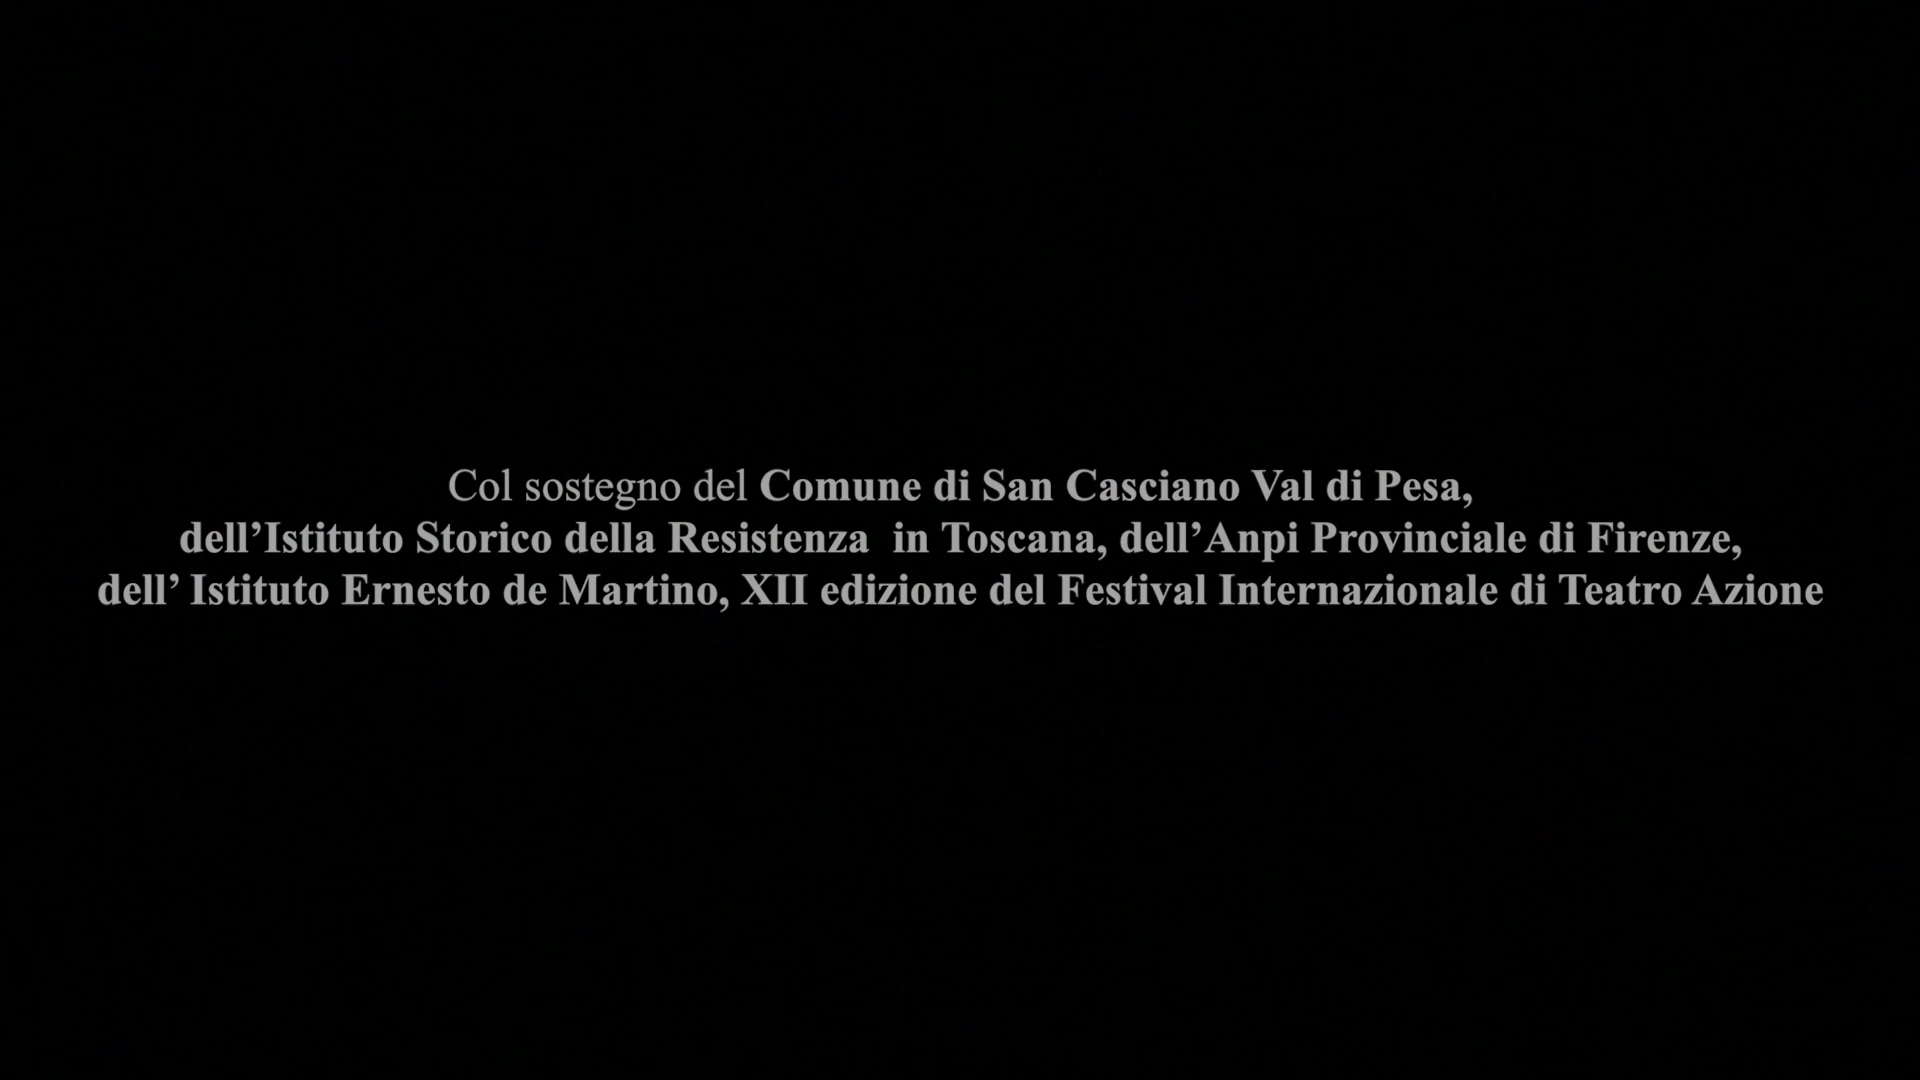 Col sostegno del Comune di San Casciano Val di Pesa,
dell’Istituto Storico della Resistenza  in Toscana, dell’Anpi Provinciale di Firenze,
dell’ Istituto Ernesto de Martino, XII edizione del Festival Internazionale di Teatro Azione